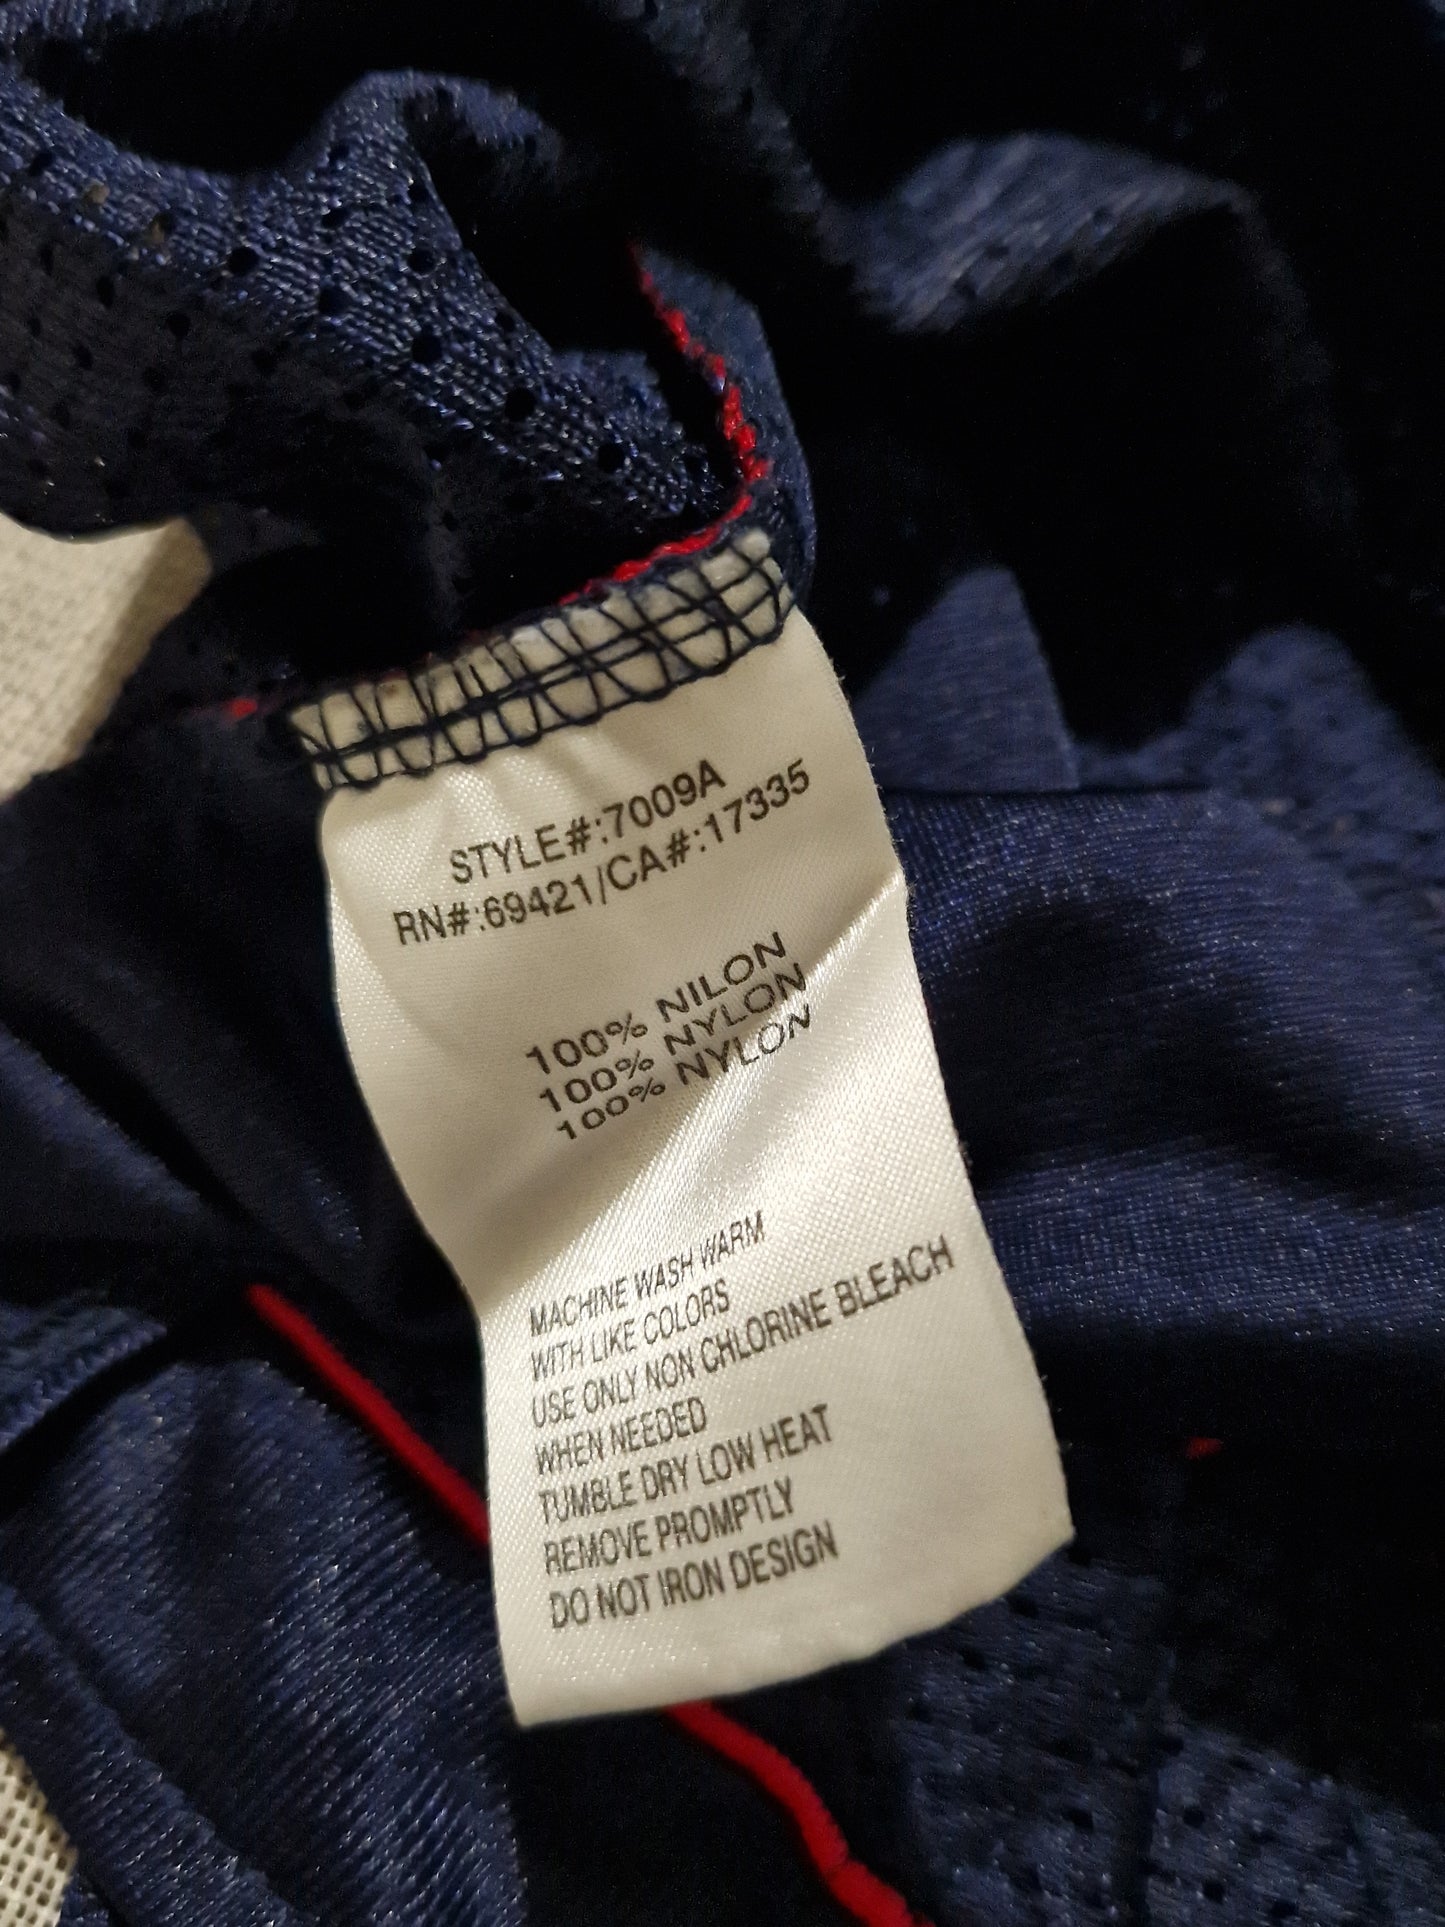 STYLE#:7009A
RN#:69421/CA#:17335
100% NILON
100% NYLON
100% NYLON
MACHINE WASH WARM
WITH LIKE COLORS
USE ONLY NON CHLORINE BLEACH
WHEN NEEDED
TUMBLE DRY LOW HEAT
REMOVE PROMPTLY
DO NOT IRON DESIGN